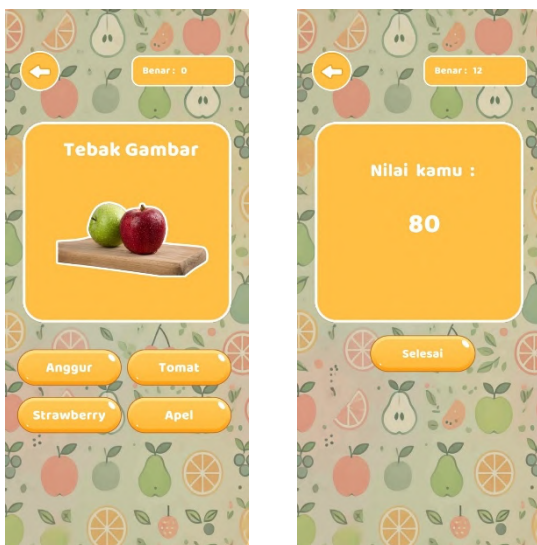 Benar : 0
Tebak Gambar
Anggur
Tomat
Strawberry
Apel
Benar : 12
Nilai kamu :
80
Selesai